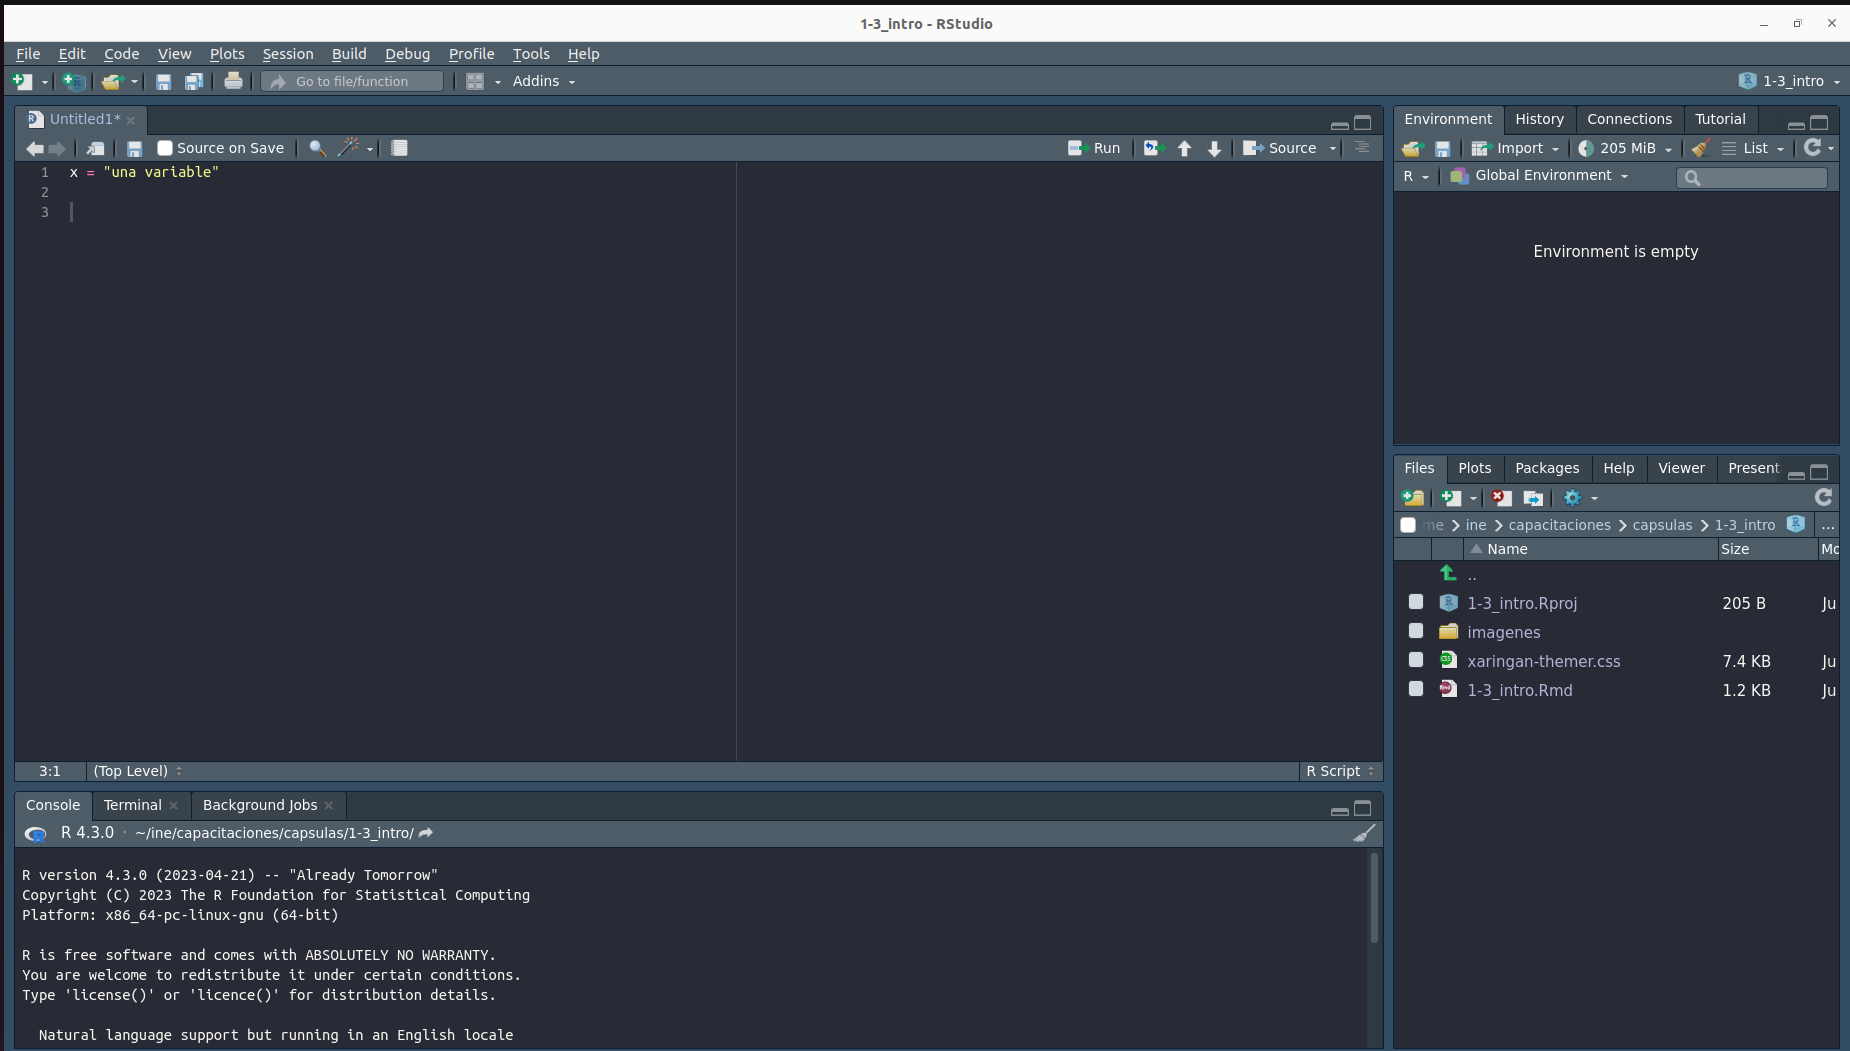 1-3_intro - RStudio
File Edit Code View Plots Session Build Debug Profile Tools Help
Go to file/function Addins 1-3_intro
Untitled1*
Source on Save Run Source
1 x = "una variable"
2
3
3:1 (Top Level) R Script
Console Terminal Background Jobs
R 4.3.0 · ~/ine/capacitaciones/capsulas/1-3_intro/
R version 4.3.0 (2023-04-21) -- "Already Tomorrow"
Copyright (C) 2023 The R Foundation for Statistical Computing
Platform: x86_64-pc-linux-gnu (64-bit)
R is free software and comes with ABSOLUTELY NO WARRANTY.
You are welcome to redistribute it under certain conditions.
Type 'license()' or 'licence()' for distribution details.
Natural language support but running in an English locale
Environment History Connections Tutorial
Import 205 MiB List
R Global Environment
Environment is empty
Files Plots Packages Help Viewer Present
me ine capacitaciones capsulas 1-3_intro ...
Name Size Mo
..
1-3_intro.Rproj 205 B Ju
imagenes
xaringan-themer.css 7.4 KB Ju
1-3_intro.Rmd 1.2 KB Ju